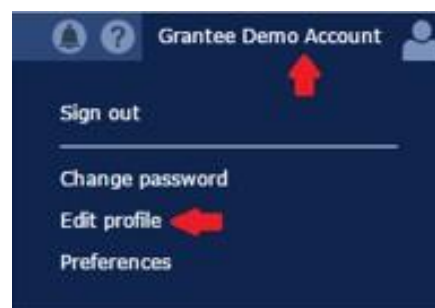 Grantee Demo Account
Sign out
Change password
Edit profile
Preferences